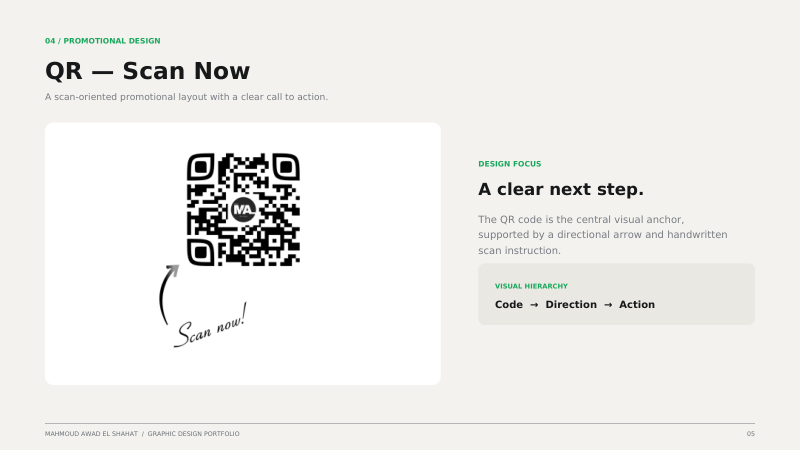 04 / PROMOTIONAL DESIGN
QR — Scan Now
A scan-oriented promotional layout with a clear call to action.
MA
Scan now!
DESIGN FOCUS
A clear next step.
The QR code is the central visual anchor,
supported by a directional arrow and handwritten
scan instruction.
VISUAL HIERARCHY
Code → Direction → Action
MAHMOUD AWAD EL SHAHAT / GRAPHIC DESIGN PORTFOLIO
05